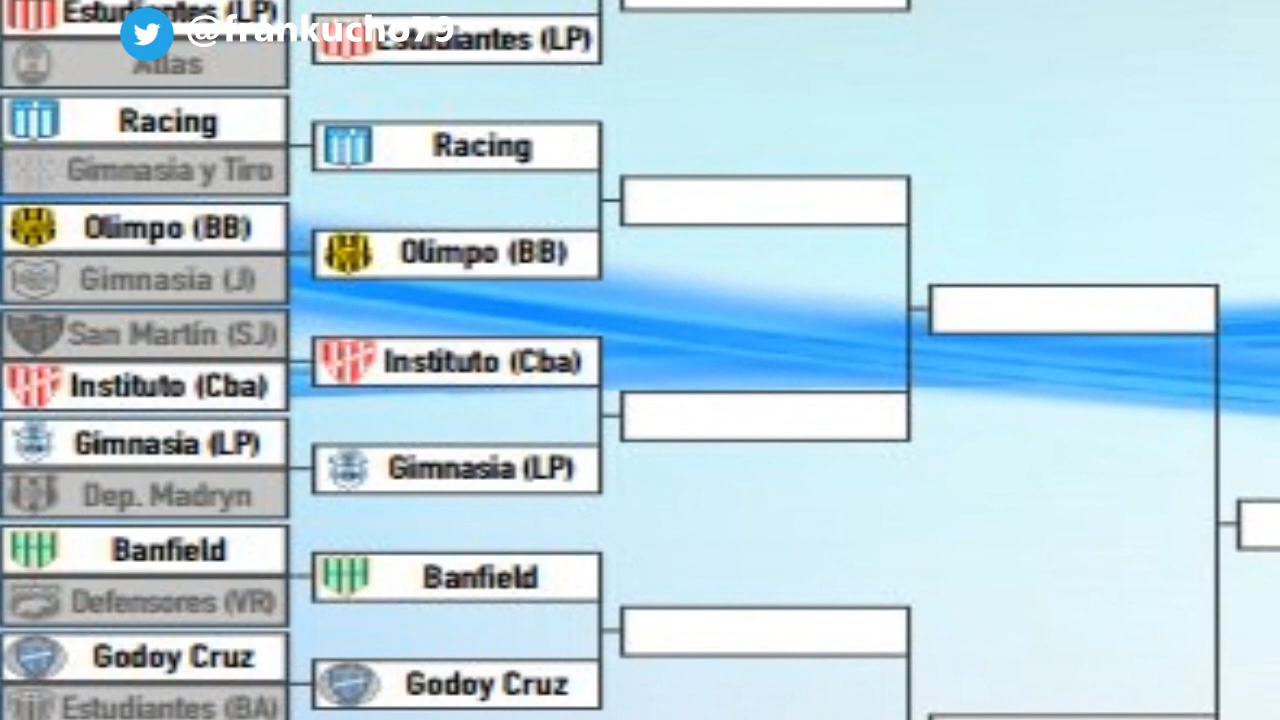 Estudiantes (LP)
@frankucho79
Atlas
Racing
Gimnasia y Tiro
Olimpo (BB)
Gimnasia (J)
San Martín (SJ)
Instituto (Cba)
Gimnasia (LP)
Dep. Madryn
Banfield
Defensores (VR)
Godoy Cruz
Estudiantes (BA)
Estudiantes (LP)
Racing
Olimpo (BB)
Instituto (Cba)
Gimnasia (LP)
Banfield
Godoy Cruz